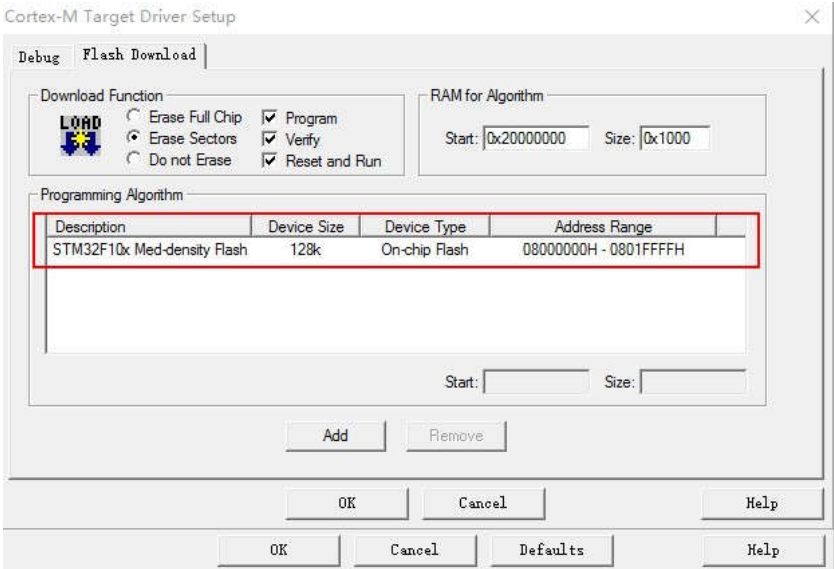 Cortex-M Target Driver Setup
Debug Flash Download
Download Function
LOAD
Erase Full Chip
Erase Sectors
Do not Erase
Program
Verify
Reset and Run
RAM for Algorithm
Start: 0x20000000 Size: 0x1000
Programming Algorithm
Description Device Size Device Type Address Range
STM32F10x Med-density Flash 128k On-chip Flash 08000000H - 0801FFFFH
Start: Size:
Add Remove
OK Cancel Help
OK Cancel Defaults Help